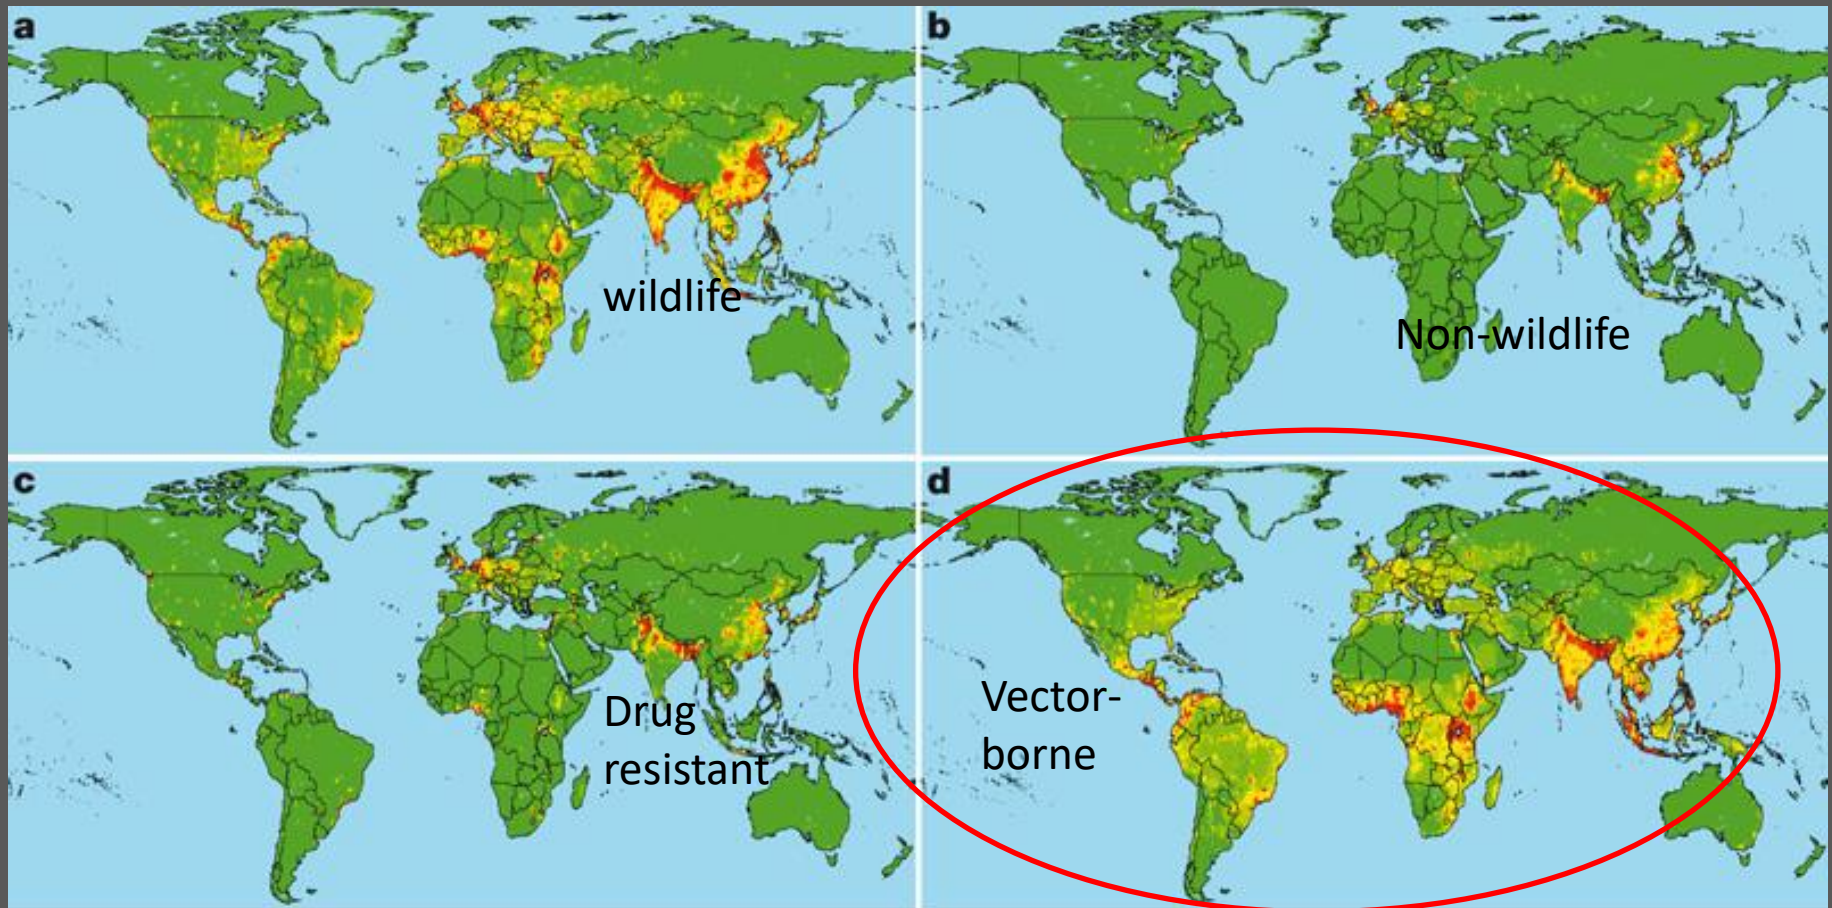 a
wildlife
b
Non-wildlife
c
Drug
resistant
d
Vector-
borne